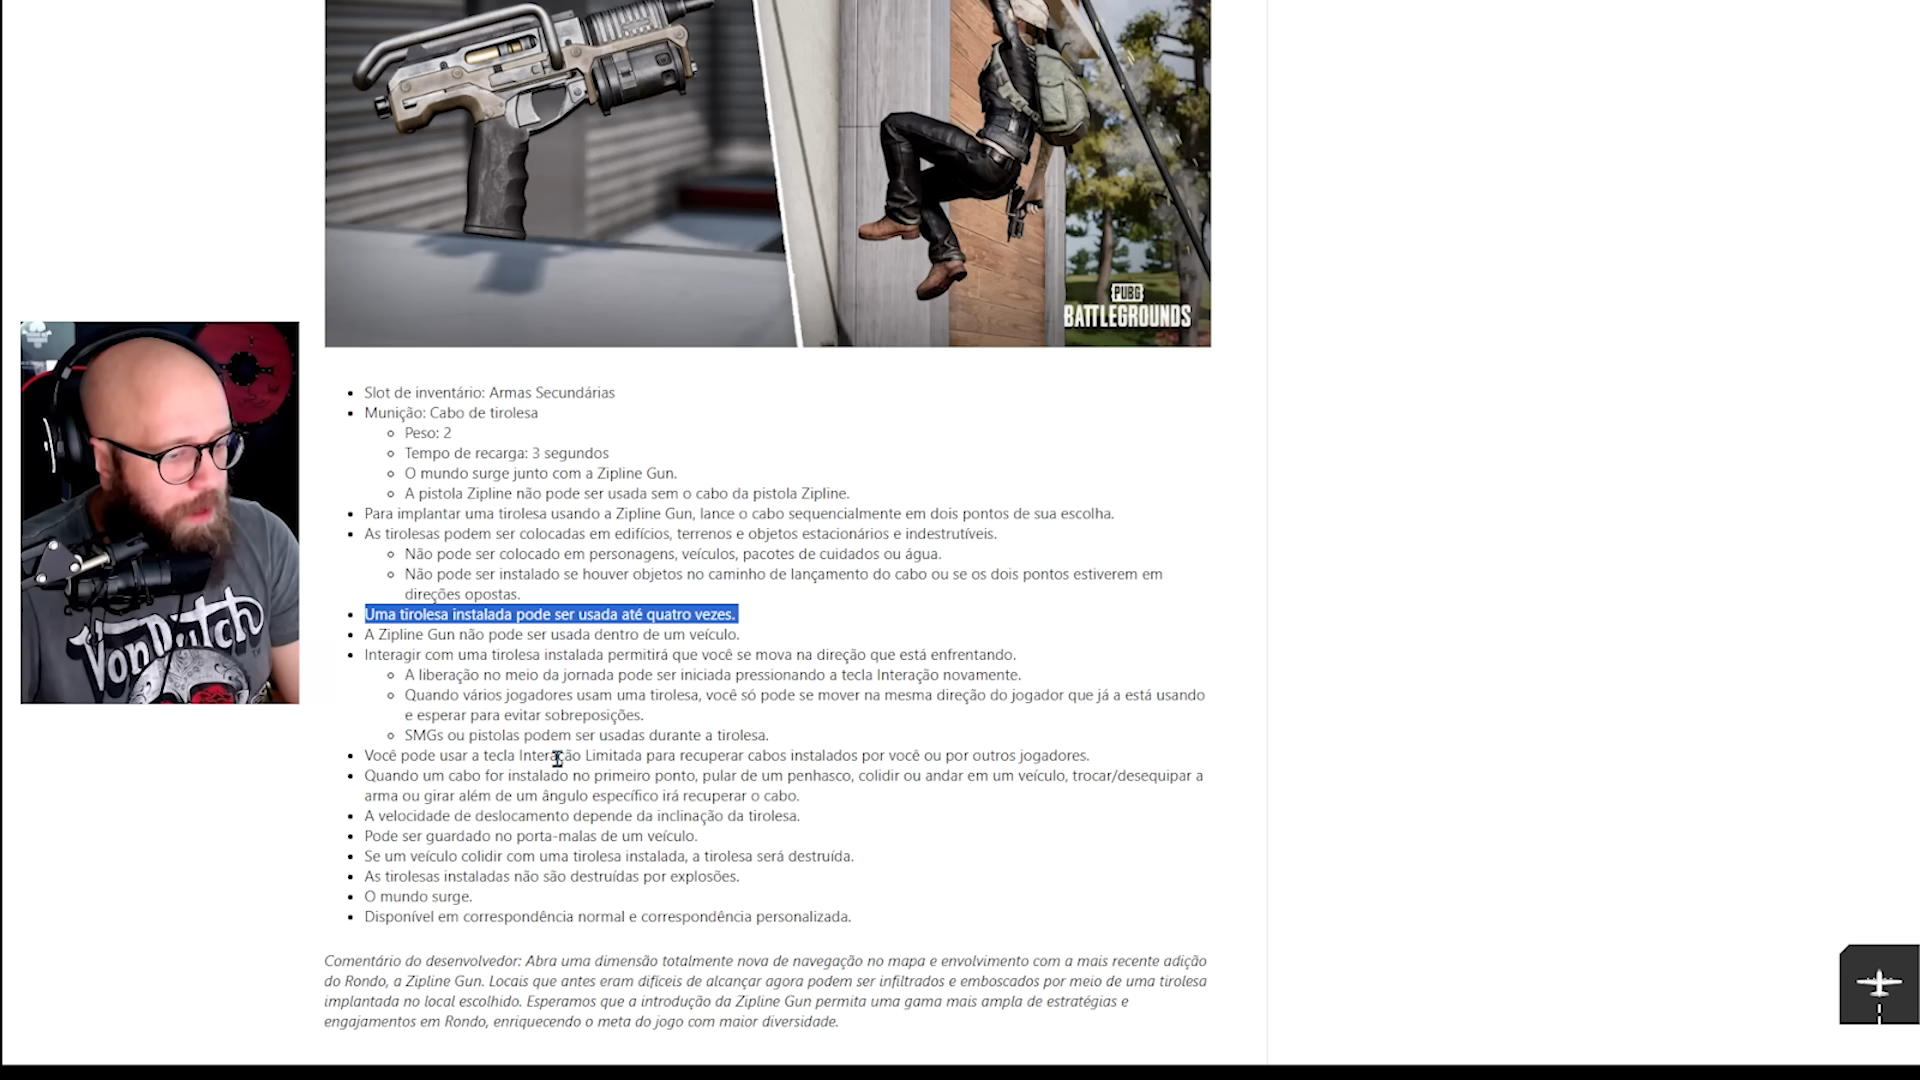 PUBG
BATTLEGROUNDS
Slot de inventário: Armas Secundárias
Munição: Cabo de tirolesa
Peso: 2
Tempo de recarga: 3 segundos
O mundo surge junto com a Zipline Gun.
A pistola Zipline não pode ser usada sem o cabo da pistola Zipline.
Para implantar uma tirolesa usando a Zipline Gun, lance o cabo sequencialmente em dois pontos de sua escolha.
As tirolesas podem ser colocadas em edifícios, terrenos e objetos estacionários e indestrutíveis.
Não pode ser colocado em personagens, veículos, pacotes de cuidados ou água.
Não pode ser instalado se houver objetos no caminho de lançamento do cabo ou se os dois pontos estiverem em
direções opostas.
Uma tirolesa instalada pode ser usada até quatro vezes.
A Zipline Gun não pode ser usada dentro de um veículo.
Interagir com uma tirolesa instalada permitirá que você se mova na direção que está enfrentando.
A liberação no meio da jornada pode ser iniciada pressionando a tecla Interação novamente.
Quando vários jogadores usam uma tirolesa, você só pode se mover na mesma direção do jogador que já a está usando
e esperar para evitar sobreposições.
SMGs ou pistolas podem ser usadas durante a tirolesa.
Você pode usar a tecla Interação Limitada para recuperar cabos instalados por você ou por outros jogadores.
Quando um cabo for instalado no primeiro ponto, pular de um penhasco, colidir ou andar em um veículo, trocar/desequipar a
arma ou girar além de um ângulo específico irá recuperar o cabo.
A velocidade de deslocamento depende da inclinação da tirolesa.
Pode ser guardado no porta-malas de um veículo.
Se um veículo colidir com uma tirolesa instalada, a tirolesa será destruída.
As tirolesas instaladas não são destruídas por explosões.
O mundo surge.
Disponível em correspondência normal e correspondência personalizada.
Comentário do desenvolvedor: Abra uma dimensão totalmente nova de navegação no mapa e envolvimento com a mais recente adição
do Rondo, a Zipline Gun. Locais que antes eram difíceis de alcançar agora podem ser infiltrados e emboscados por meio de uma tirolesa
implantada no local escolhido. Esperamos que a introdução da Zipline Gun permita uma gama mais ampla de estratégias e
engajamentos em Rondo, enriquecendo o meta do jogo com maior diversidade.
Von Dutch